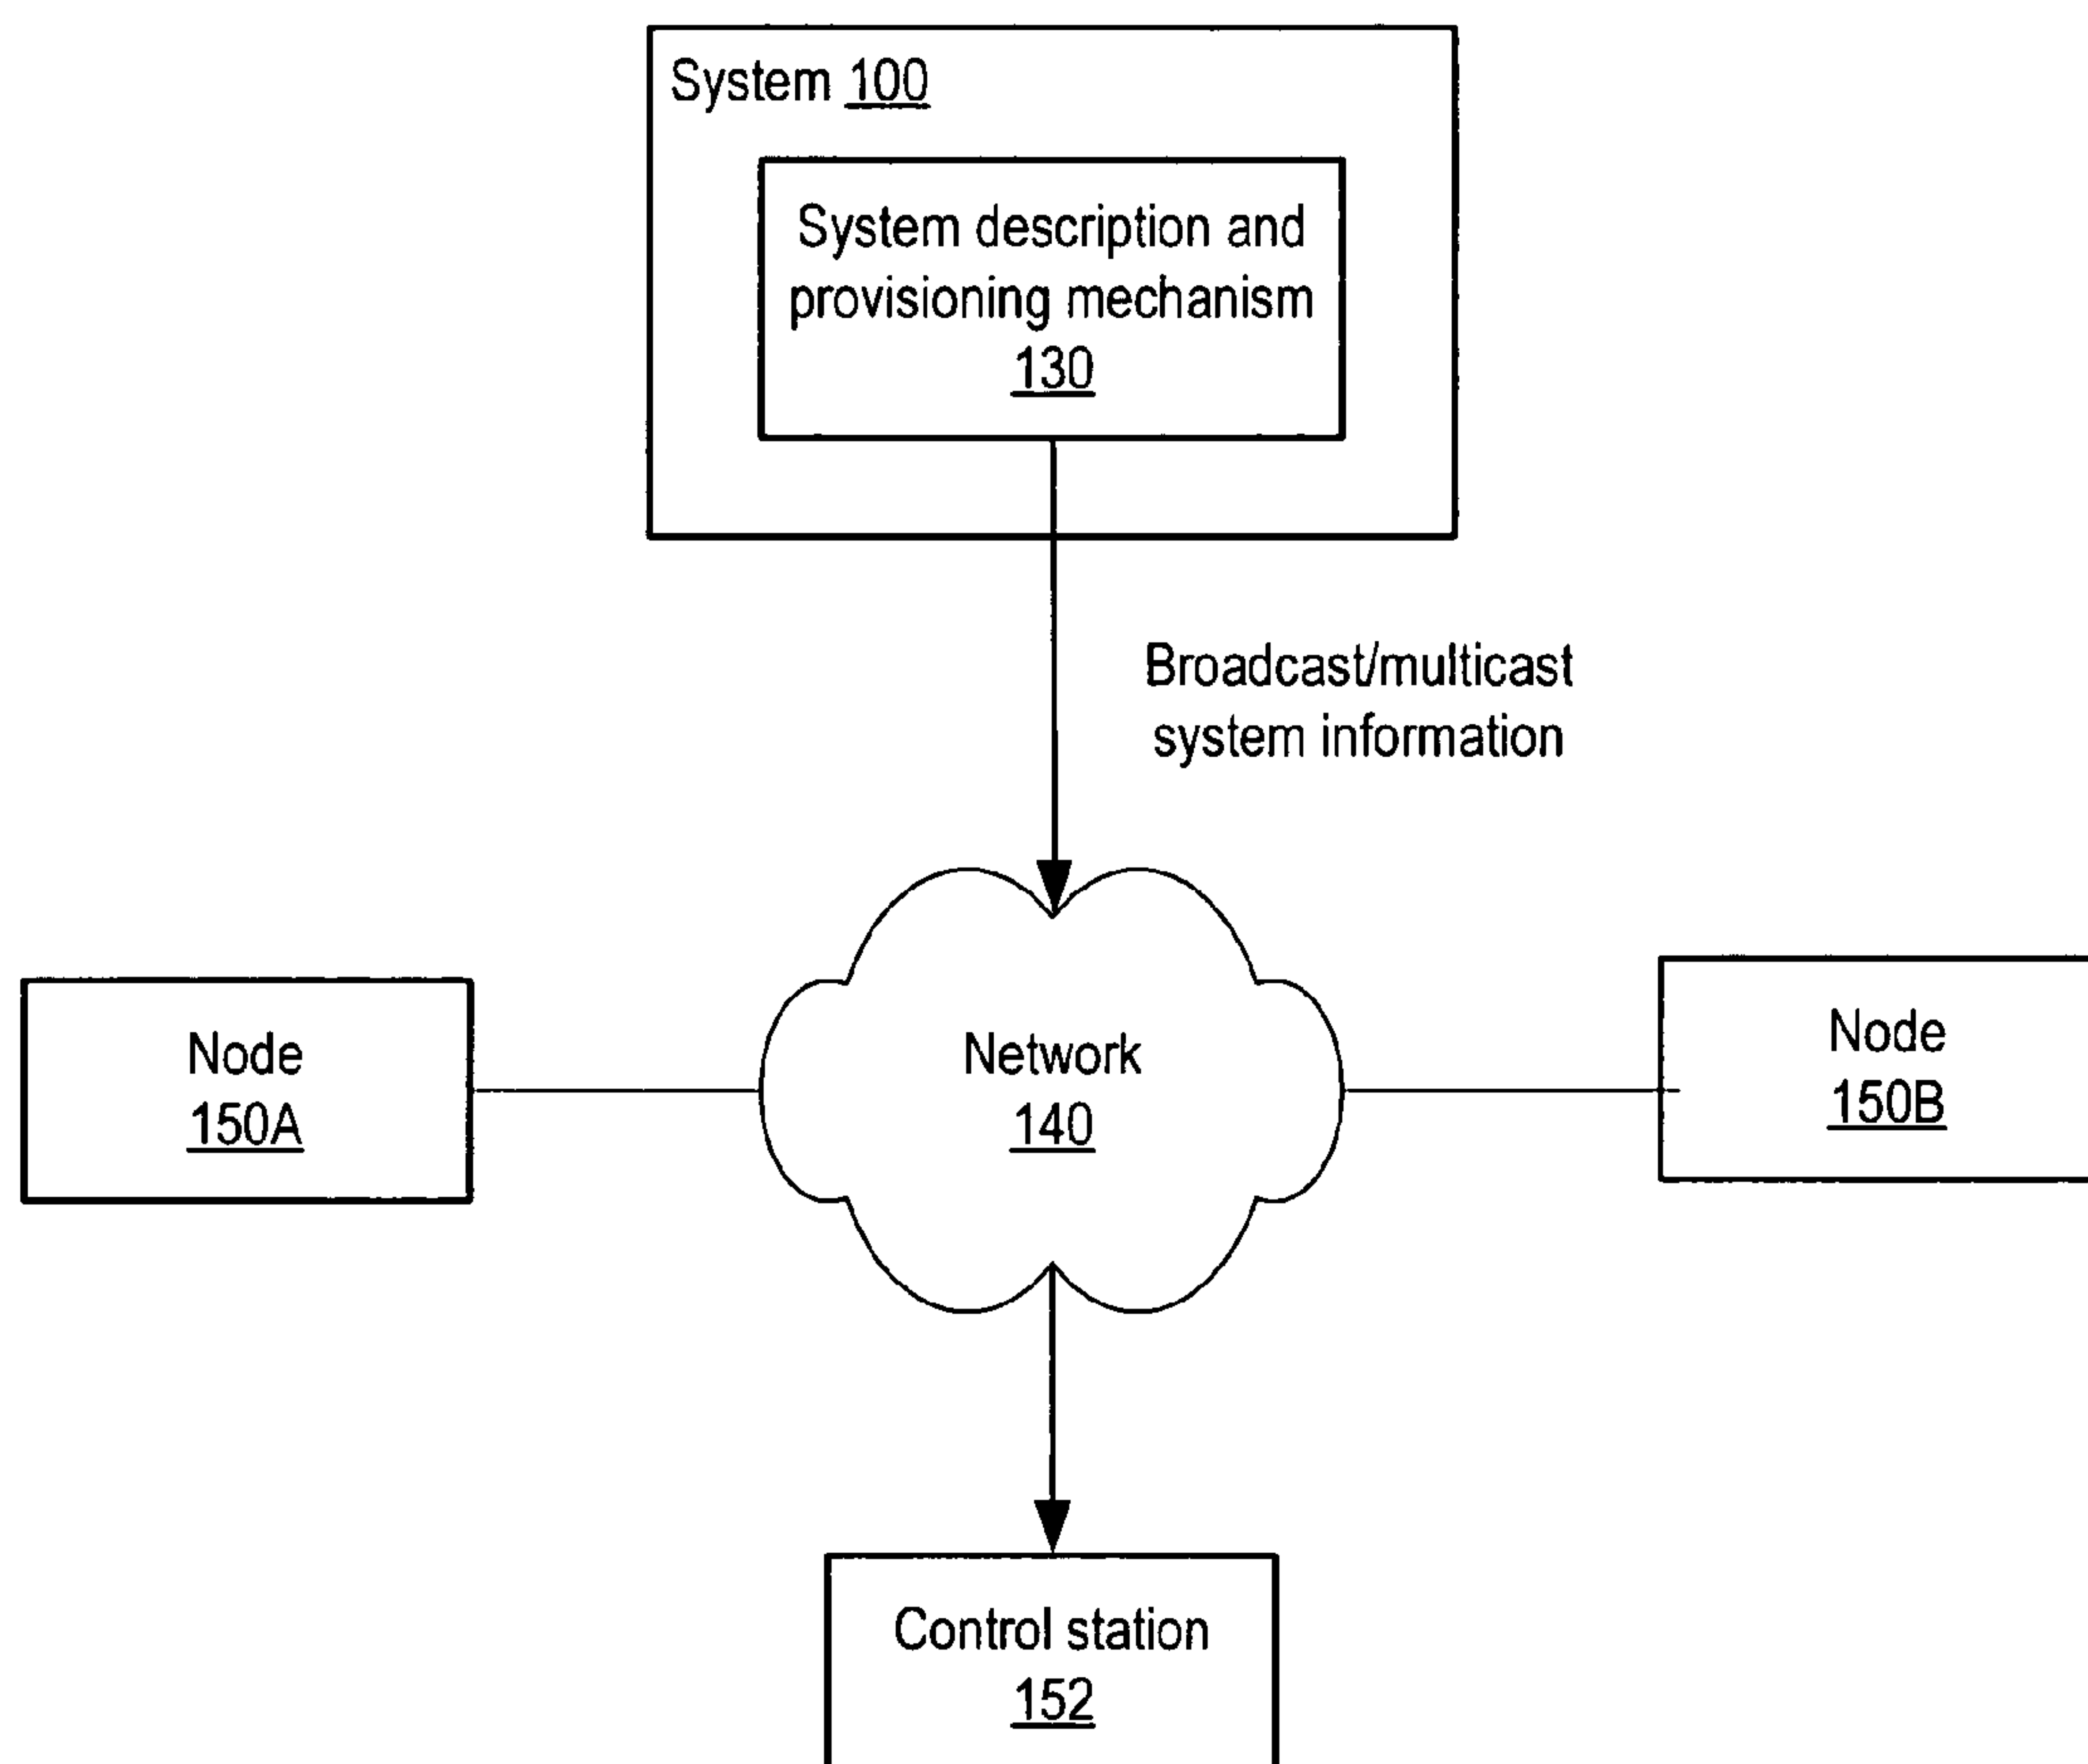 System 100
System description and
provisioning mechanism
130
Broadcast/multicast
system information
Node
150A
Network
140
Node
150B
Control station
152